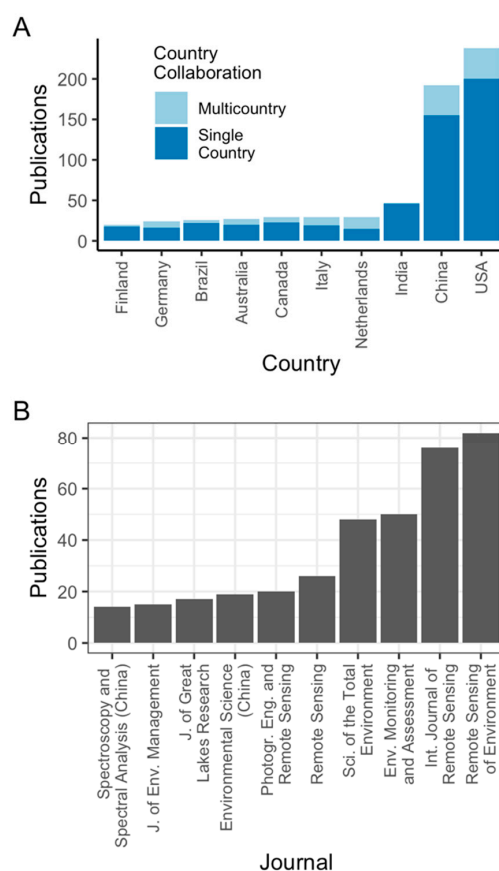 A
Country
Collaboration
Multicountry
Single
Country
Publications
200
150
100
50
0
Finland
Germany
Brazil
Australia
Canada
Italy
Netherlands
India
China
USA
Country
B
Publications
80
60
40
20
0
Spectroscopy and
Spectral Analysis (China)
J. of Env. Management
J. of Great
Lakes Research
Environmental Science
(China)
Photogr. Eng. and
Remote Sensing
Remote Sensing
Sci. of the Total
Environment
Env. Monitoring
and Assessment
Int. Journal of
Remote Sensing
Remote Sensing
of Environment
Journal